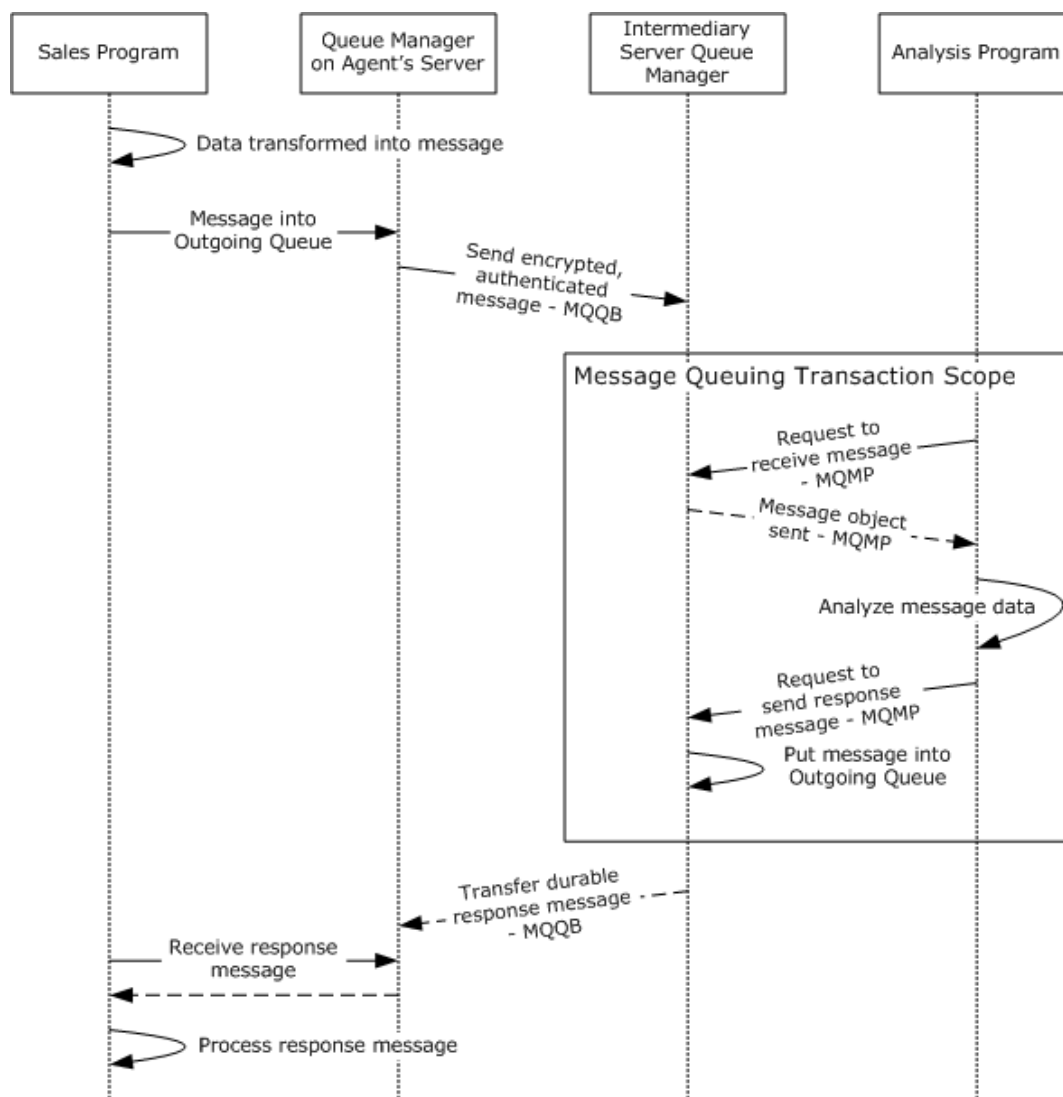 Sales Program
Queue Manager
on Agent's Server
Intermediary
Server Queue
Manager
Analysis Program
Data transformed into message
Message into
Outgoing Queue
Send encrypted,
authenticated
message - MQQB
Message Queuing Transaction Scope
Request to
receive message
- MQMP
Message object
sent - MQMP
Analyze message data
Request to
send response
message - MQMP
Put message into
Outgoing Queue
Transfer durable
response message
- MQQB
Receive response
message
Process response message